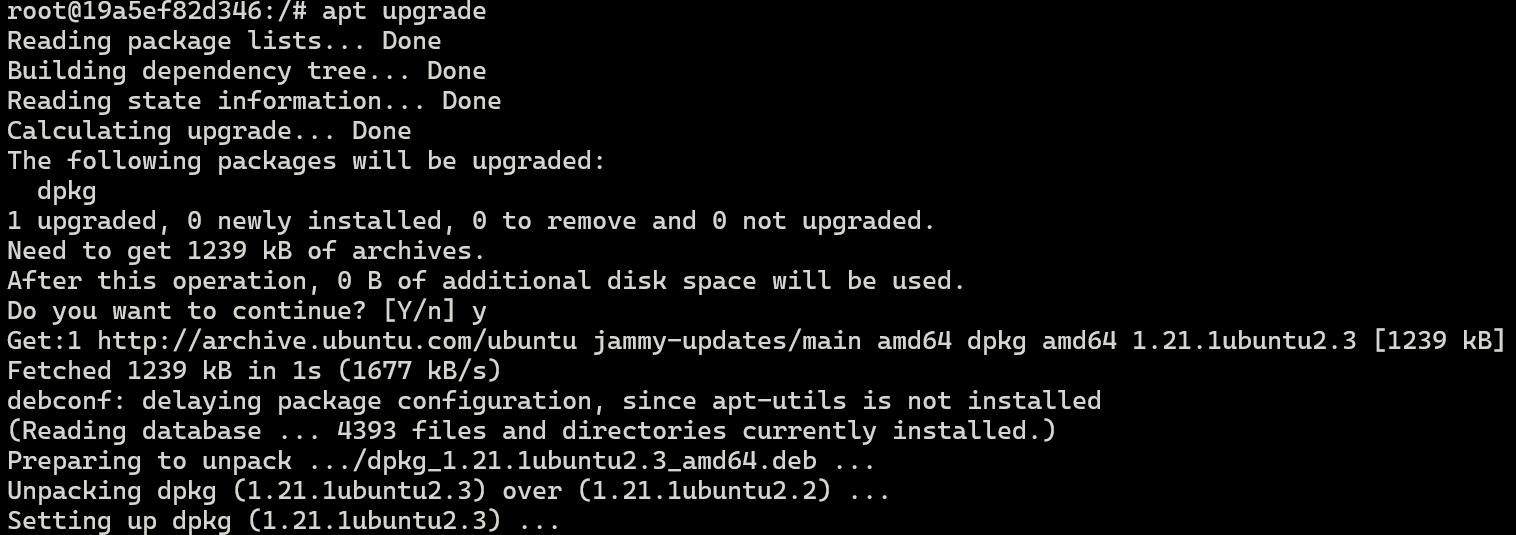 root@19a5ef82d346:/# apt upgrade
Reading package lists... Done
Building dependency tree... Done
Reading state information... Done
Calculating upgrade... Done
The following packages will be upgraded:
  dpkg
1 upgraded, 0 newly installed, 0 to remove and 0 not upgraded.
Need to get 1239 kB of archives.
After this operation, 0 B of additional disk space will be used.
Do you want to continue? [Y/n] y
Get:1 http://archive.ubuntu.com/ubuntu jammy-updates/main amd64 dpkg amd64 1.21.1ubuntu2.3 [1239 kB]
Fetched 1239 kB in 1s (1677 kB/s)
debconf: delaying package configuration, since apt-utils is not installed
(Reading database ... 4393 files and directories currently installed.)
Preparing to unpack .../dpkg_1.21.1ubuntu2.3_amd64.deb ...
Unpacking dpkg (1.21.1ubuntu2.3) over (1.21.1ubuntu2.2) ...
Setting up dpkg (1.21.1ubuntu2.3) ...